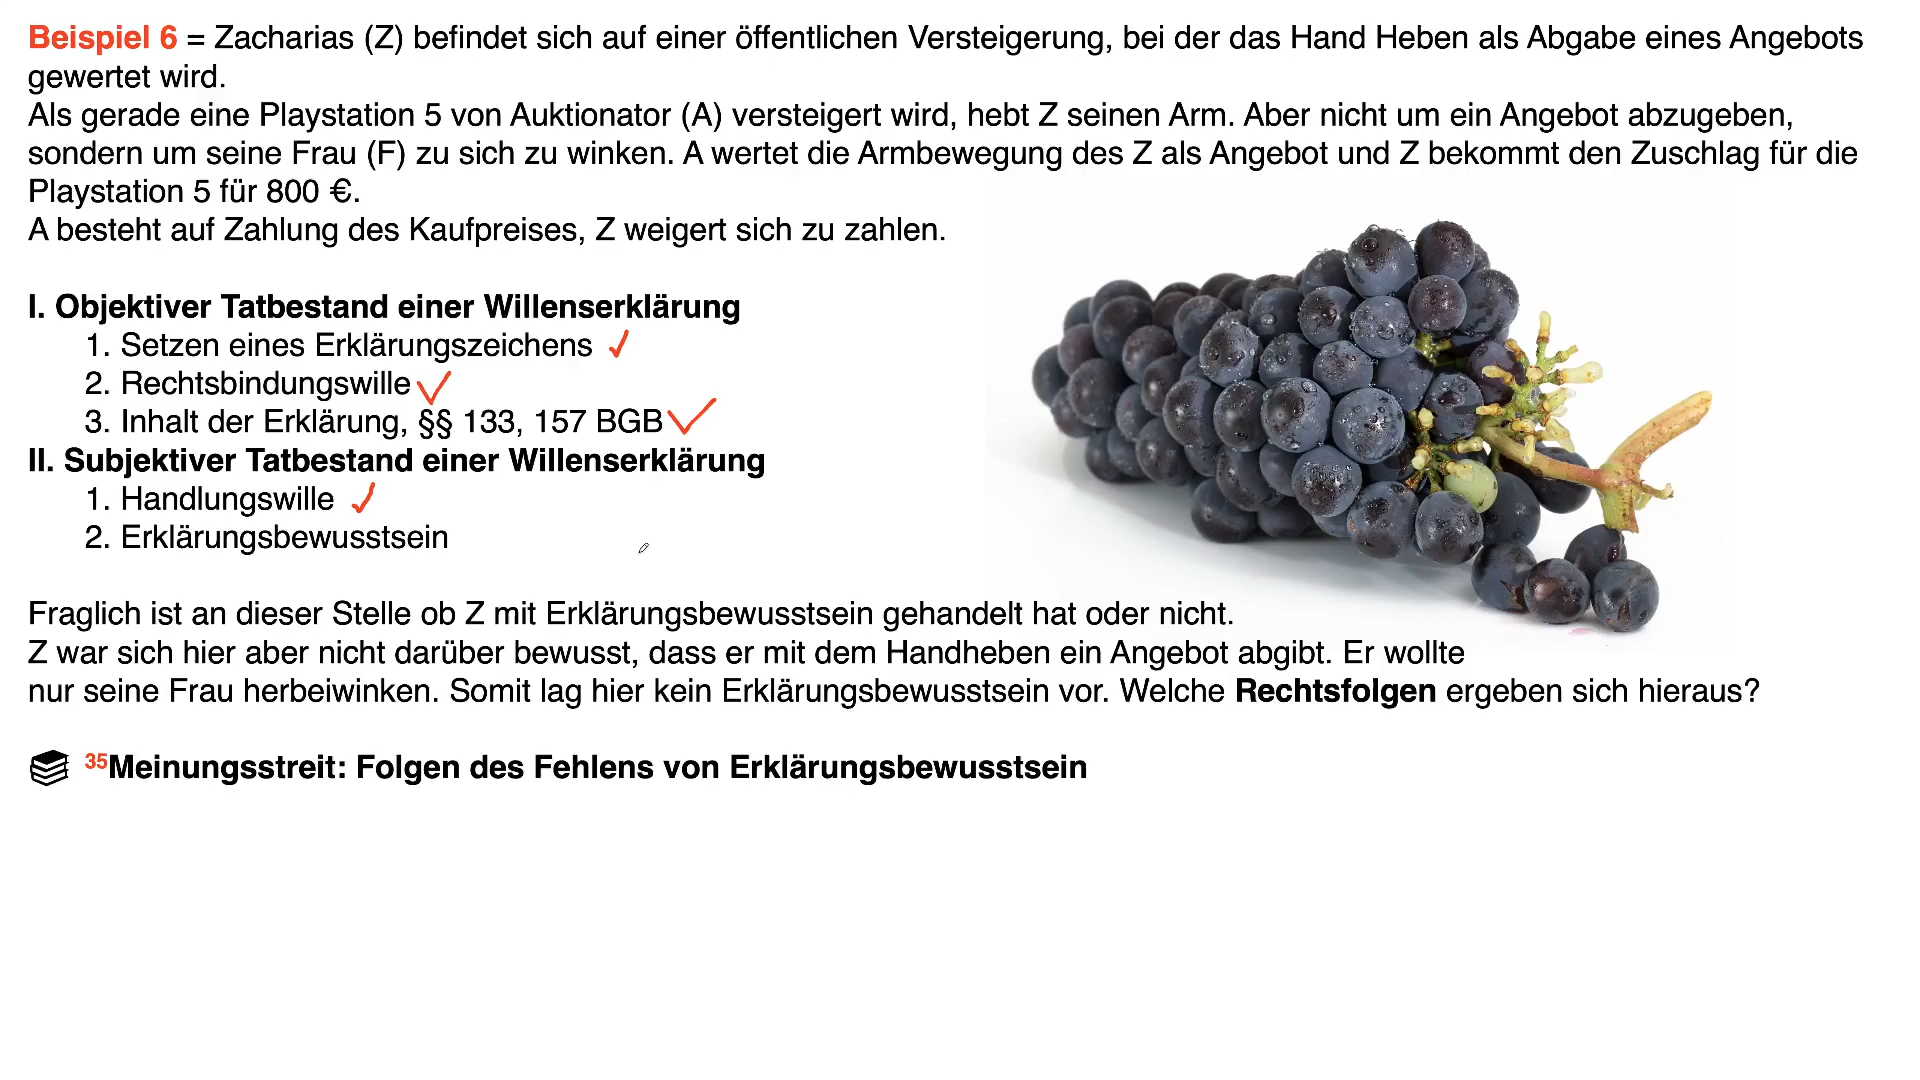 Beispiel 6 = Zacharias (Z) befindet sich auf einer öffentlichen Versteigerung, bei der das Hand Heben als Abgabe eines Angebots
gewertet wird.
Als gerade eine Playstation 5 von Auktionator (A) versteigert wird, hebt Z seinen Arm. Aber nicht um ein Angebot abzugeben,
sondern um seine Frau (F) zu sich zu winken. A wertet die Armbewegung des Z als Angebot und Z bekommt den Zuschlag für die
Playstation 5 für 800 €.
A besteht auf Zahlung des Kaufpreises, Z weigert sich zu zahlen.
I. Objektiver Tatbestand einer Willenserklärung
1. Setzen eines Erklärungszeichens
2. Rechtsbindungswille
3. Inhalt der Erklärung, §§ 133, 157 BGB
II. Subjektiver Tatbestand einer Willenserklärung
1. Handlungswille
2. Erklärungsbewusstsein
Fraglich ist an dieser Stelle ob Z mit Erklärungsbewusstsein gehandelt hat oder nicht.
Z war sich hier aber nicht darüber bewusst, dass er mit dem Handheben ein Angebot abgibt. Er wollte
nur seine Frau herbeiwinken. Somit lag hier kein Erklärungsbewusstsein vor. Welche Rechtsfolgen ergeben sich hieraus?
35Meinungsstreit: Folgen des Fehlens von Erklärungsbewusstsein